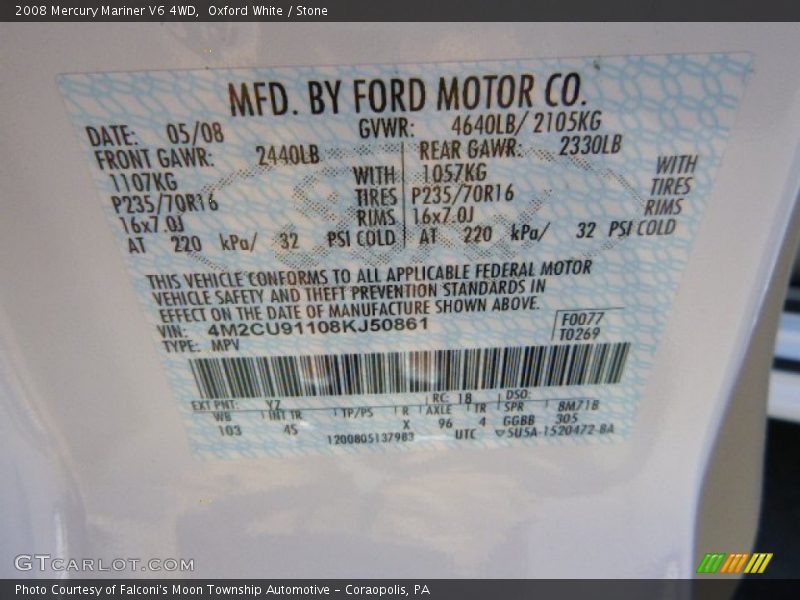 2008 Mercury Mariner V6 4WD, Oxford White / Stone
MFD. BY FORD MOTOR CO.
DATE: 05/08 GVWR: 4640LB/ 2105KG
FRONT GAWR: 2440LB REAR GAWR: 2330LB
1107KG WITH 1057KG WITH
P235/70R16 TIRES P235/70R16 TIRES
16x7.0J RIMS 16x7.0J RIMS
AT 220 kPa/ 32 PSI COLD AT 220 kPa/ 32 PSI COLD
THIS VEHICLE CONFORMS TO ALL APPLICABLE FEDERAL MOTOR
VEHICLE SAFETY AND THEFT PREVENTION STANDARDS IN
EFFECT ON THE DATE OF MANUFACTURE SHOWN ABOVE.
VIN: 4M2CU91108KJ50861 F0077
TYPE: MPV T0269
EXT PNT: YZ RC: 18 DSO:
WB INT TR TP/PS R AXLE TR SPR 8M71B
103 45 X 96 4 GGBB 305
1200805137983 UTC 5U5A-1520472-BA
GTCARLOT.COM
Photo Courtesy of Falconi's Moon Township Automotive – Coraopolis, PA